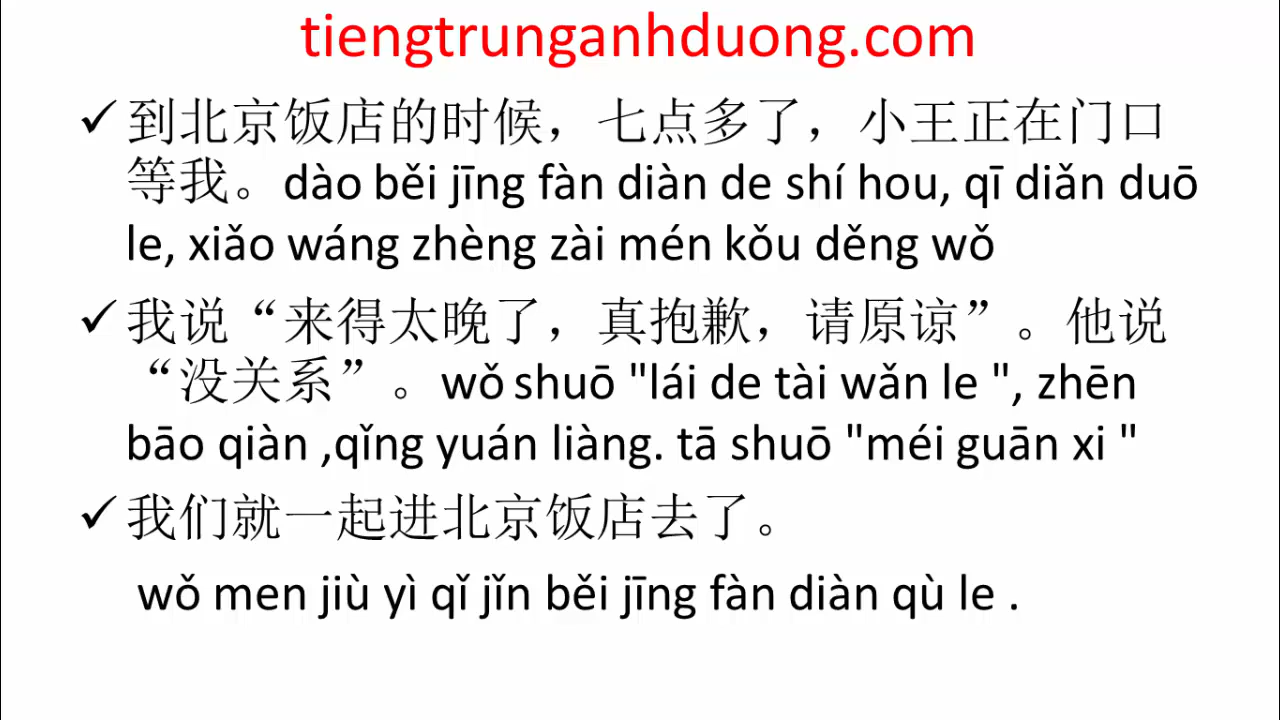 tiengtrunganhduong.com
✓到北京饭店的时候，七点多了，小王正在门口
等我。dào běi jīng fàn diàn de shí hou, qī diǎn duō
le, xiǎo wáng zhèng zài mén kǒu děng wǒ
✓我说“来得太晚了，真抱歉，请原谅”。他说
“没关系”。wǒ shuō "lái de tài wǎn le ", zhēn
bāo qiàn ,qǐng yuán liàng. tā shuō "méi guān xi "
✓我们就一起进北京饭店去了。
wǒ men jiù yì qǐ jǐn běi jīng fàn diàn qù le .